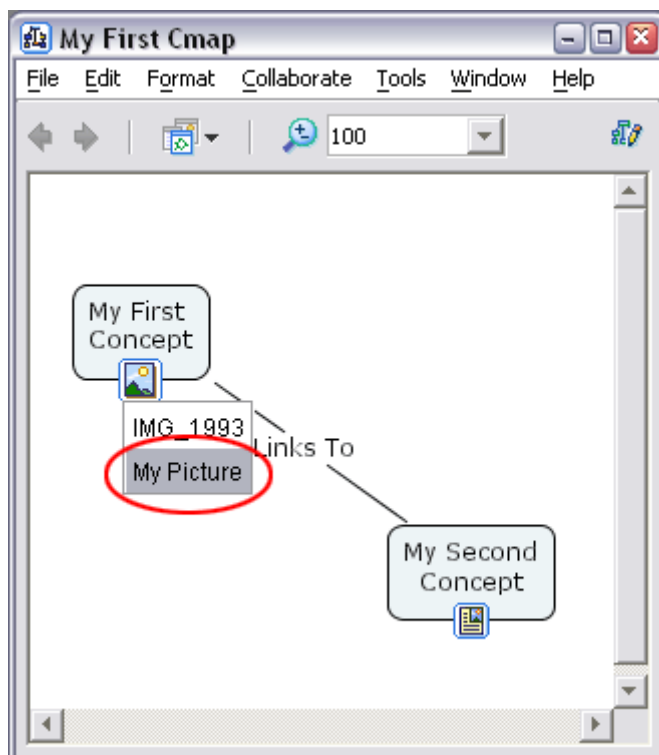 My First Cmap
File Edit Format Collaborate Tools Window Help
100
My First
Concept
IMG_1993
Links To
My Picture
My Second
Concept